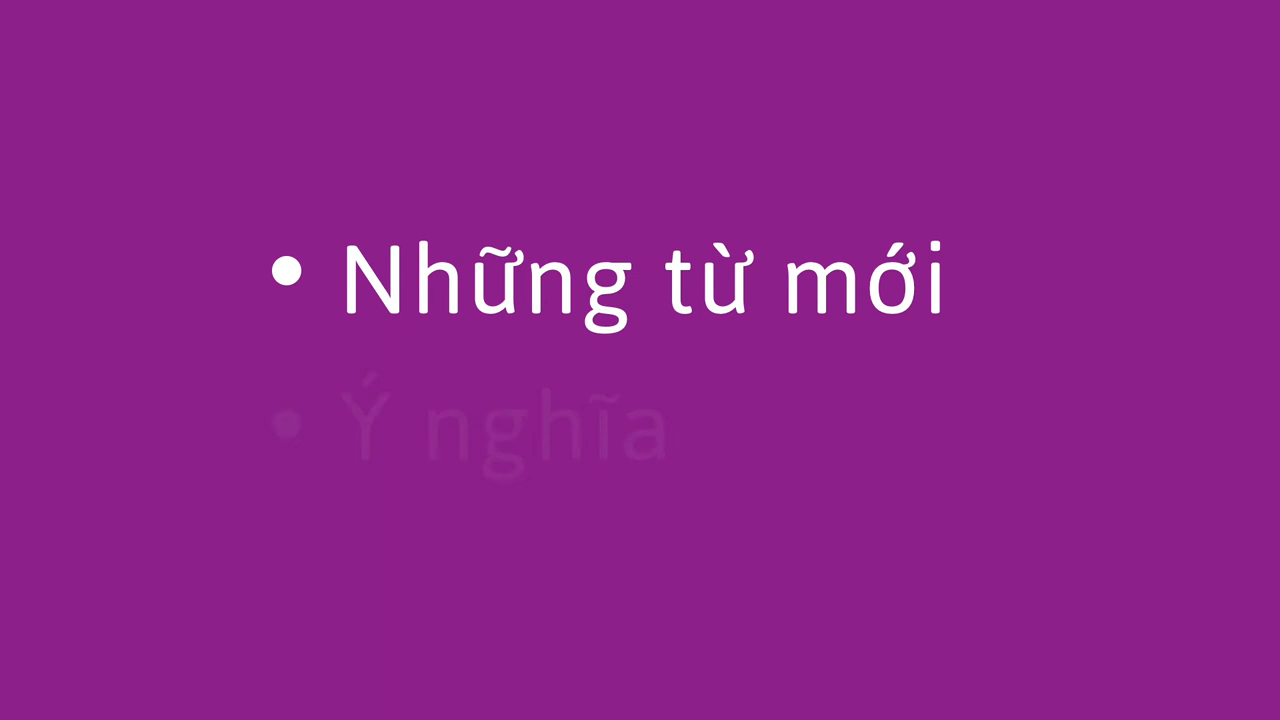 • Những từ mới
• Ý nghĩa